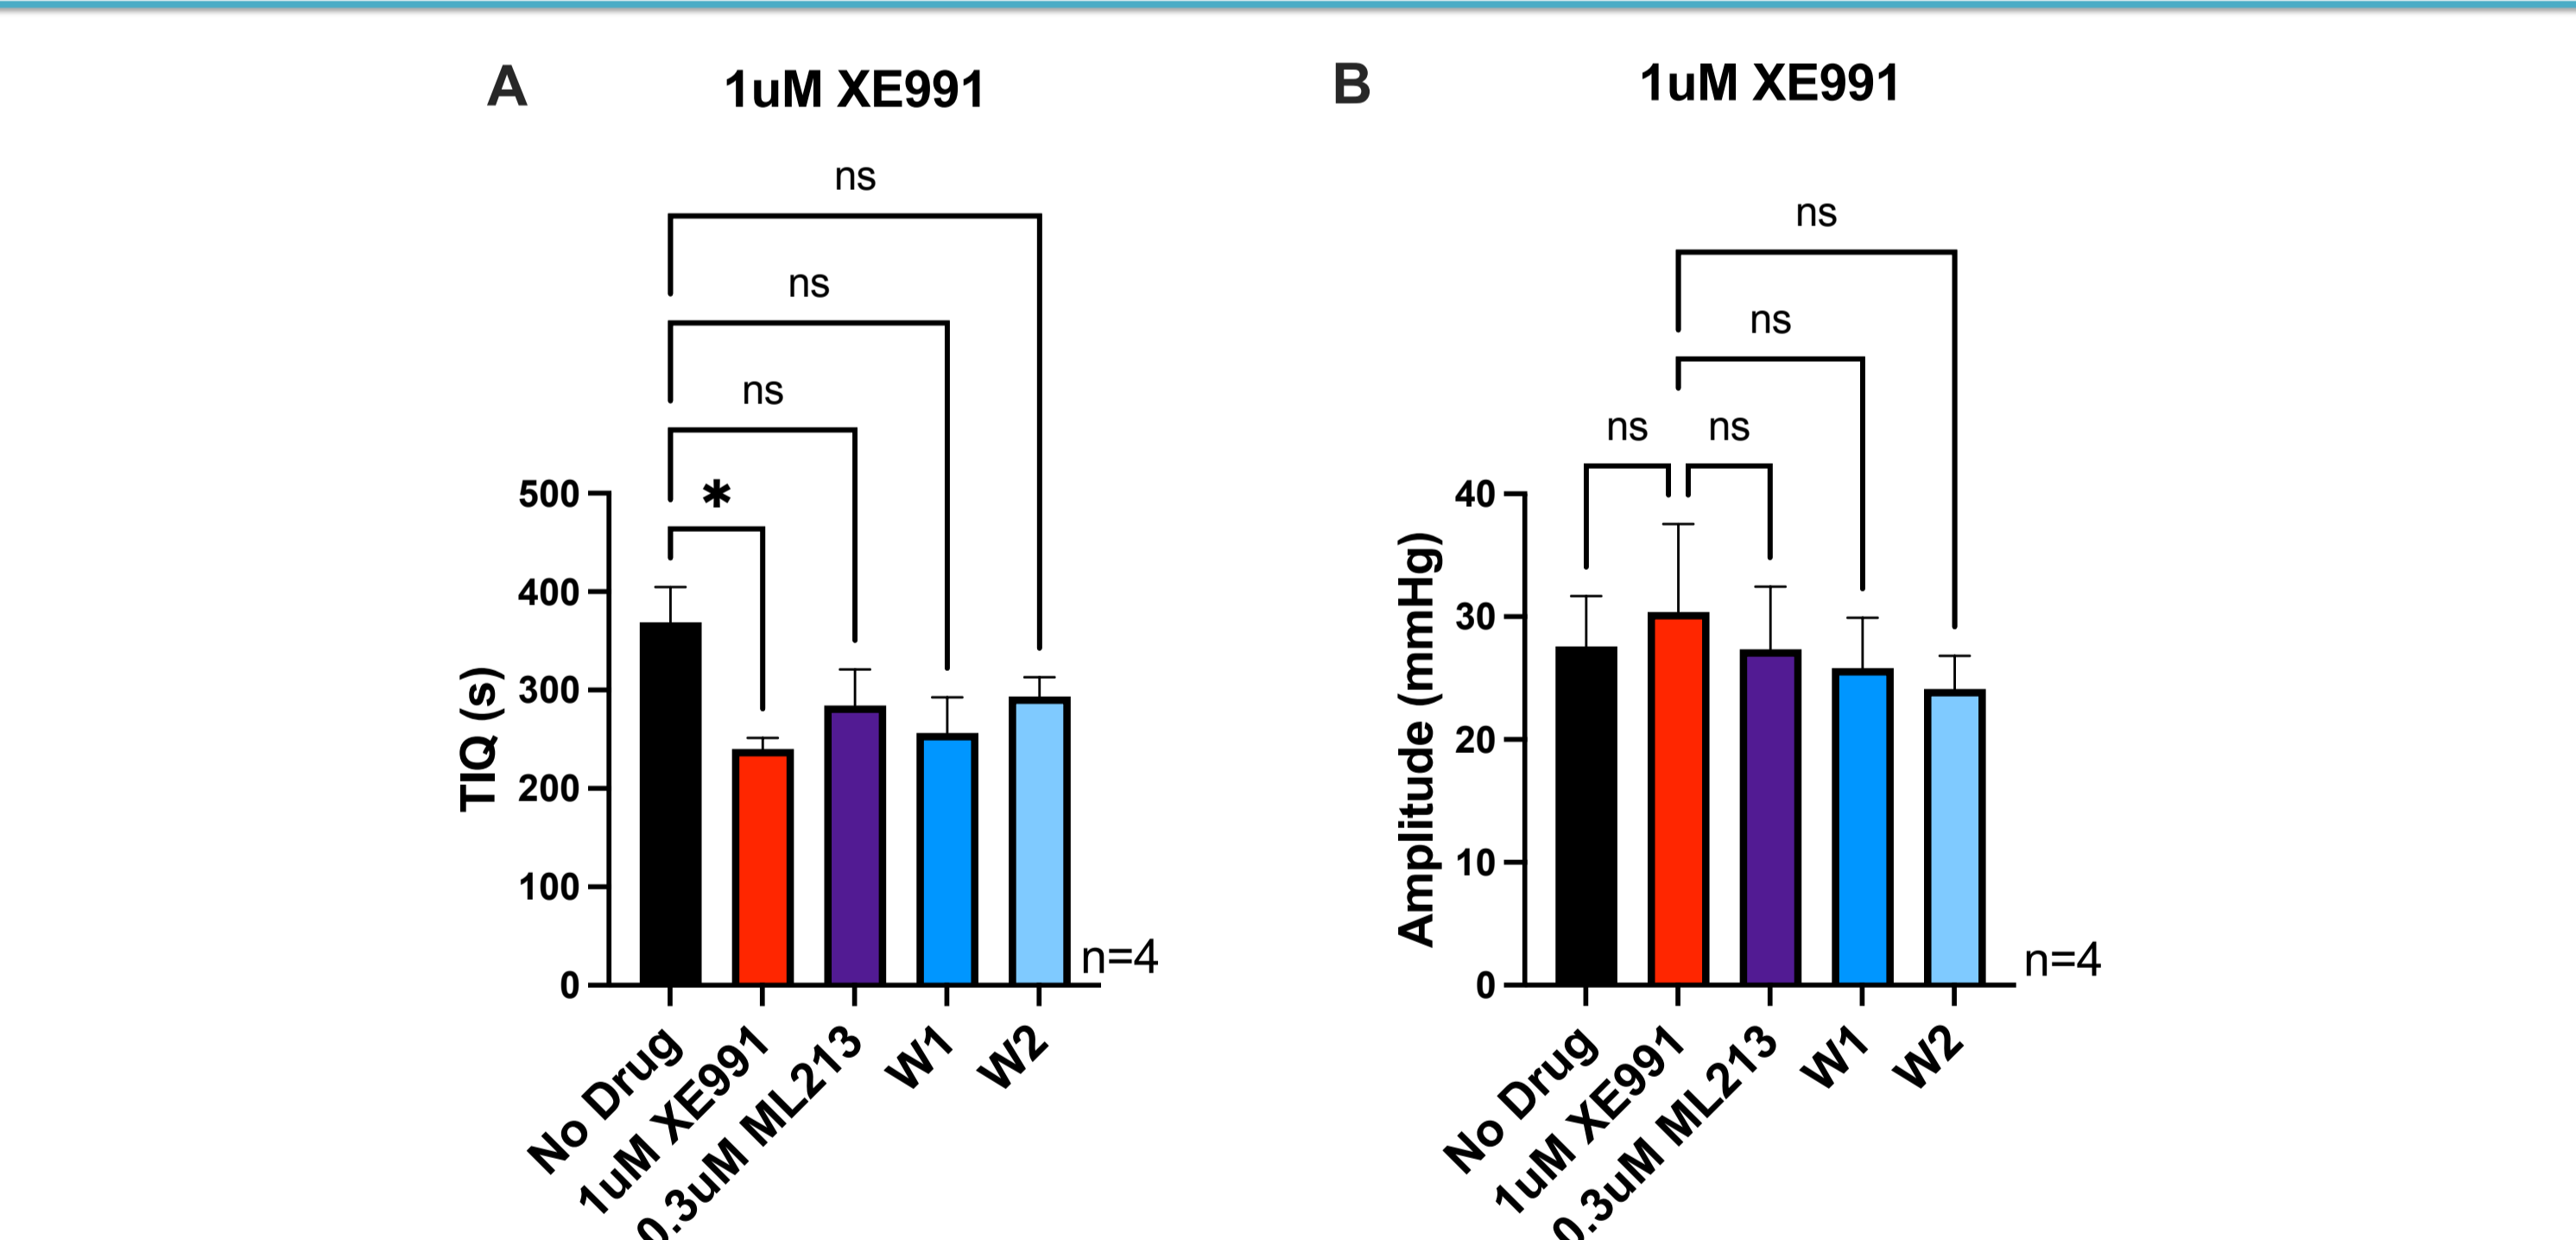 A
1uM XE991
ns
ns
ns
*
500
400
300
200
100
0
TIQ (s)
n=4
No Drug
1uM XE991
0.3uM ML213
W1
W2
B
1uM XE991
ns
ns
ns
ns
40
30
20
10
0
Amplitude (mmHg)
n=4
No Drug
1uM XE991
0.3uM ML213
W1
W2